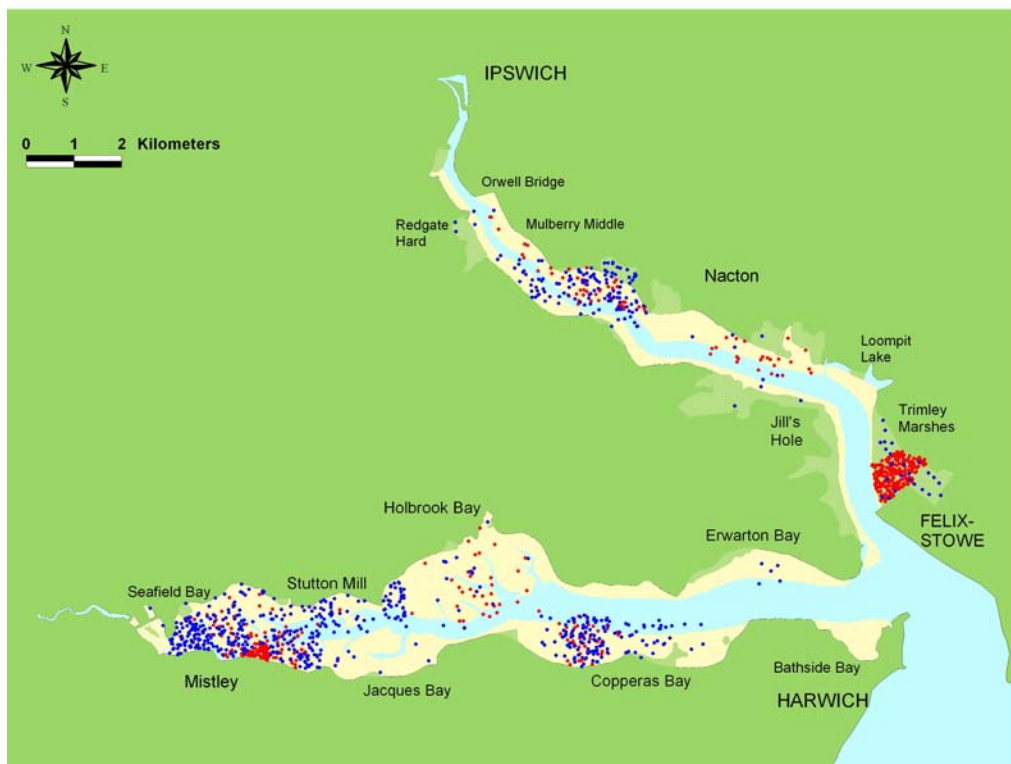 N
W E
S
0 1 2 Kilometers
IPSWICH
Orwell Bridge
Redgate
Hard
Mulberry Middle
Nacton
Loompit
Lake
Trimley
Marshes
Jill's
Hole
FELIX-
STOWE
Holbrook Bay
Erwarton Bay
Stutton Mill
Seafield Bay
Mistley
Jacques Bay
Copperas Bay
Bathside Bay
HARWICH